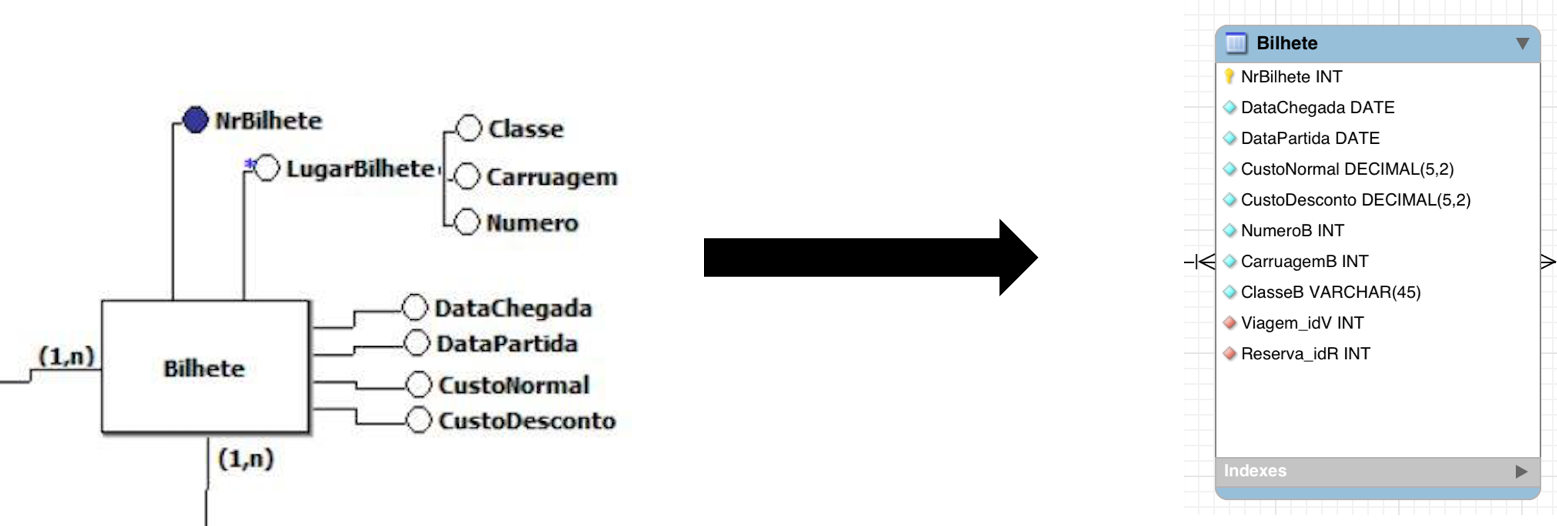 NrBilhete
*
LugarBilhete
Classe
Carruagem
Numero
DataChegada
DataPartida
CustoNormal
CustoDesconto
Bilhete
(1,n)
(1,n)
Bilhete
NrBilhete INT
DataChegada DATE
DataPartida DATE
CustoNormal DECIMAL(5,2)
CustoDesconto DECIMAL(5,2)
NumeroB INT
CarruagemB INT
ClasseB VARCHAR(45)
Viagem_idV INT
Reserva_idR INT
Indexes